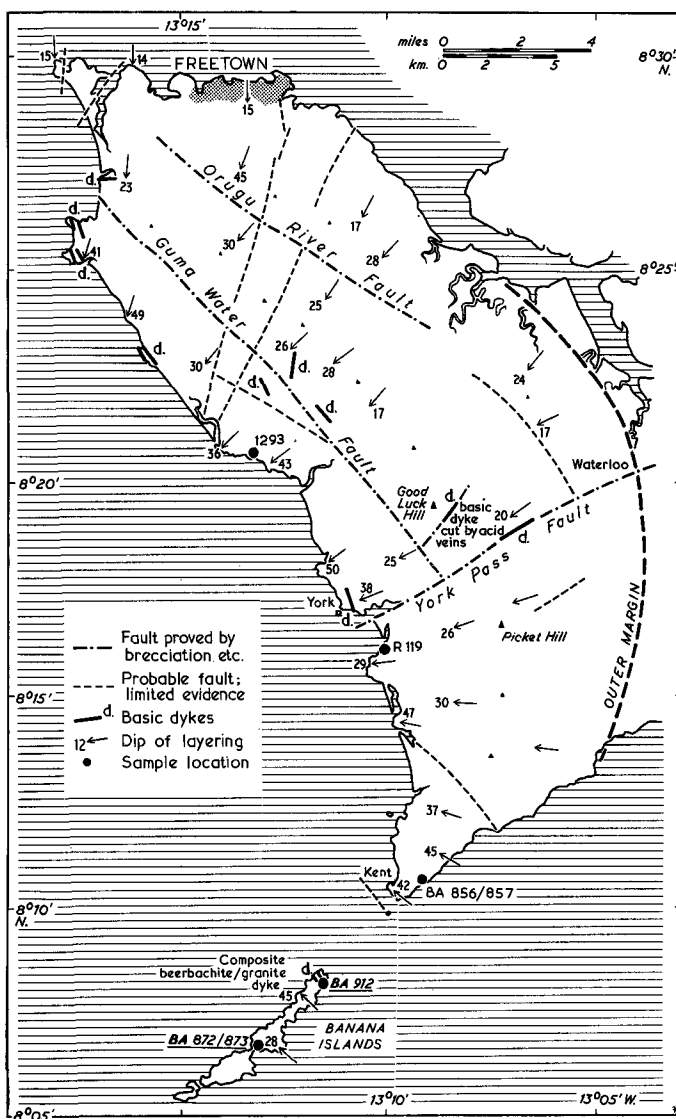 13°15'
miles 0 2 4
km. 0 2 5
8°30'
N.
15
14
FREETOWN
15
d.
23
45
Orugu River Fault
17
d.
30
28
41
d.
Guma Water Fault
8°25'
25
49
26
d.
30
d.
28
d.
17
d.
24
17
36
1293
43
Waterloo
8°20'
Good
Luck
Hill
d.
basic
dyke
cut by acid
veins
20
d.
York Pass Fault
25
50
38
York
d.
26
Picket Hill
R 119
29
OUTER MARGIN
8°15'
30
47
Fault proved by
brecciation etc.
Probable fault;
limited evidence
d. Basic dykes
12 Dip of layering
Sample location
37
45
Kent
42
BA 856/857
8°10'
N.
Composite
beerbachite/granite
dyke
d.
BA 912
45
BANANA
ISLANDS
BA 872/873
28
8°05'
13°10'
13°05'W.